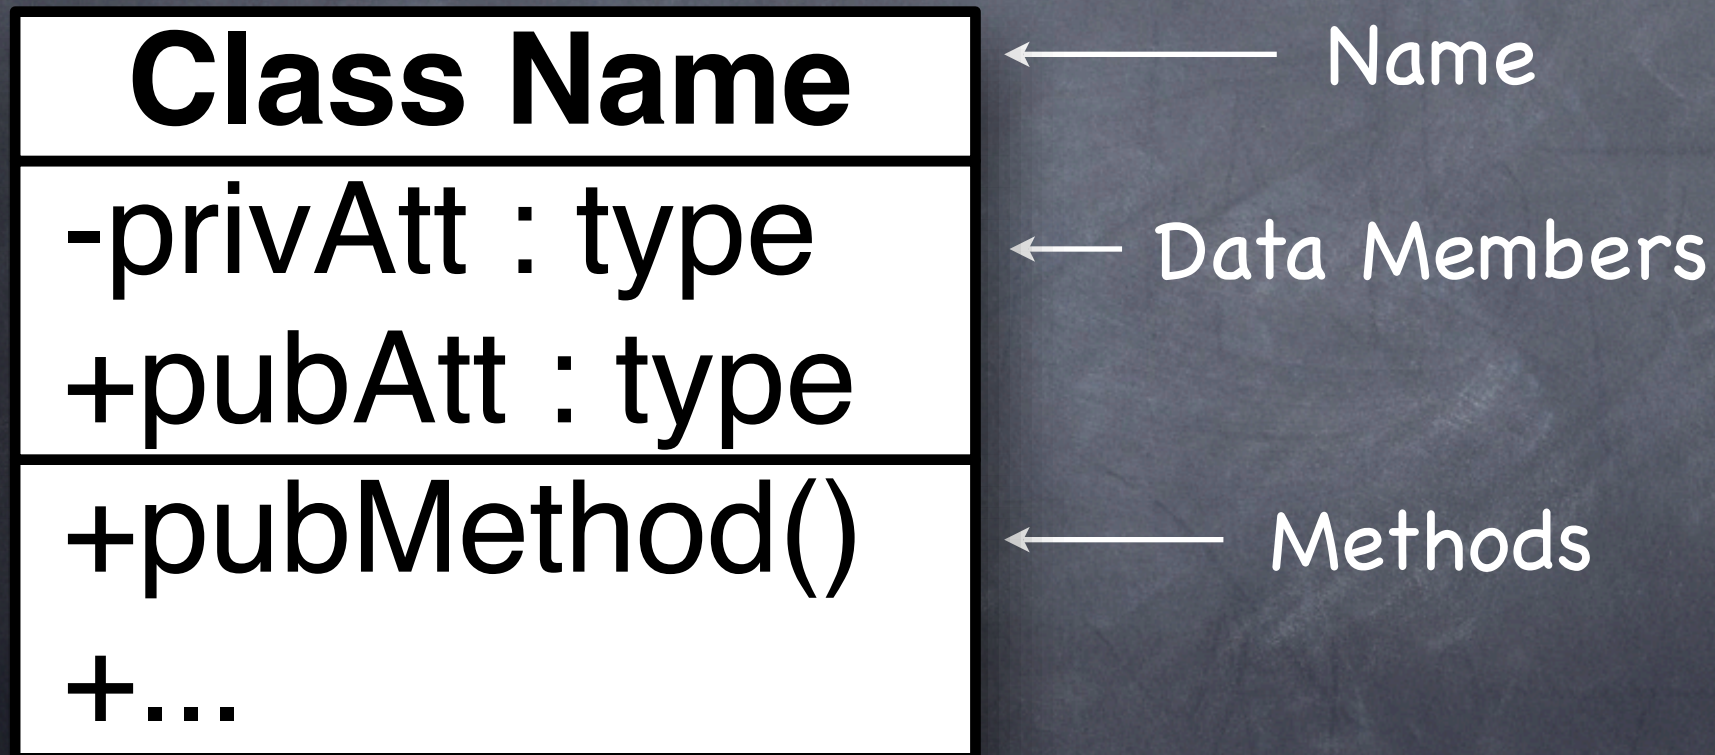 Class Name
Name
-privAtt : type
Data Members
+pubAtt : type
+pubMethod()
Methods
+...